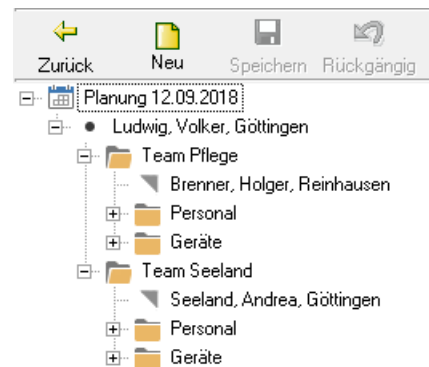 Zurück Neu Speichern Rückgängig
Planung 12.09.2018
Ludwig, Volker, Göttingen
Team Pflege
Brenner, Holger, Reinhausen
Personal
Geräte
Team Seeland
Seeland, Andrea, Göttingen
Personal
Geräte